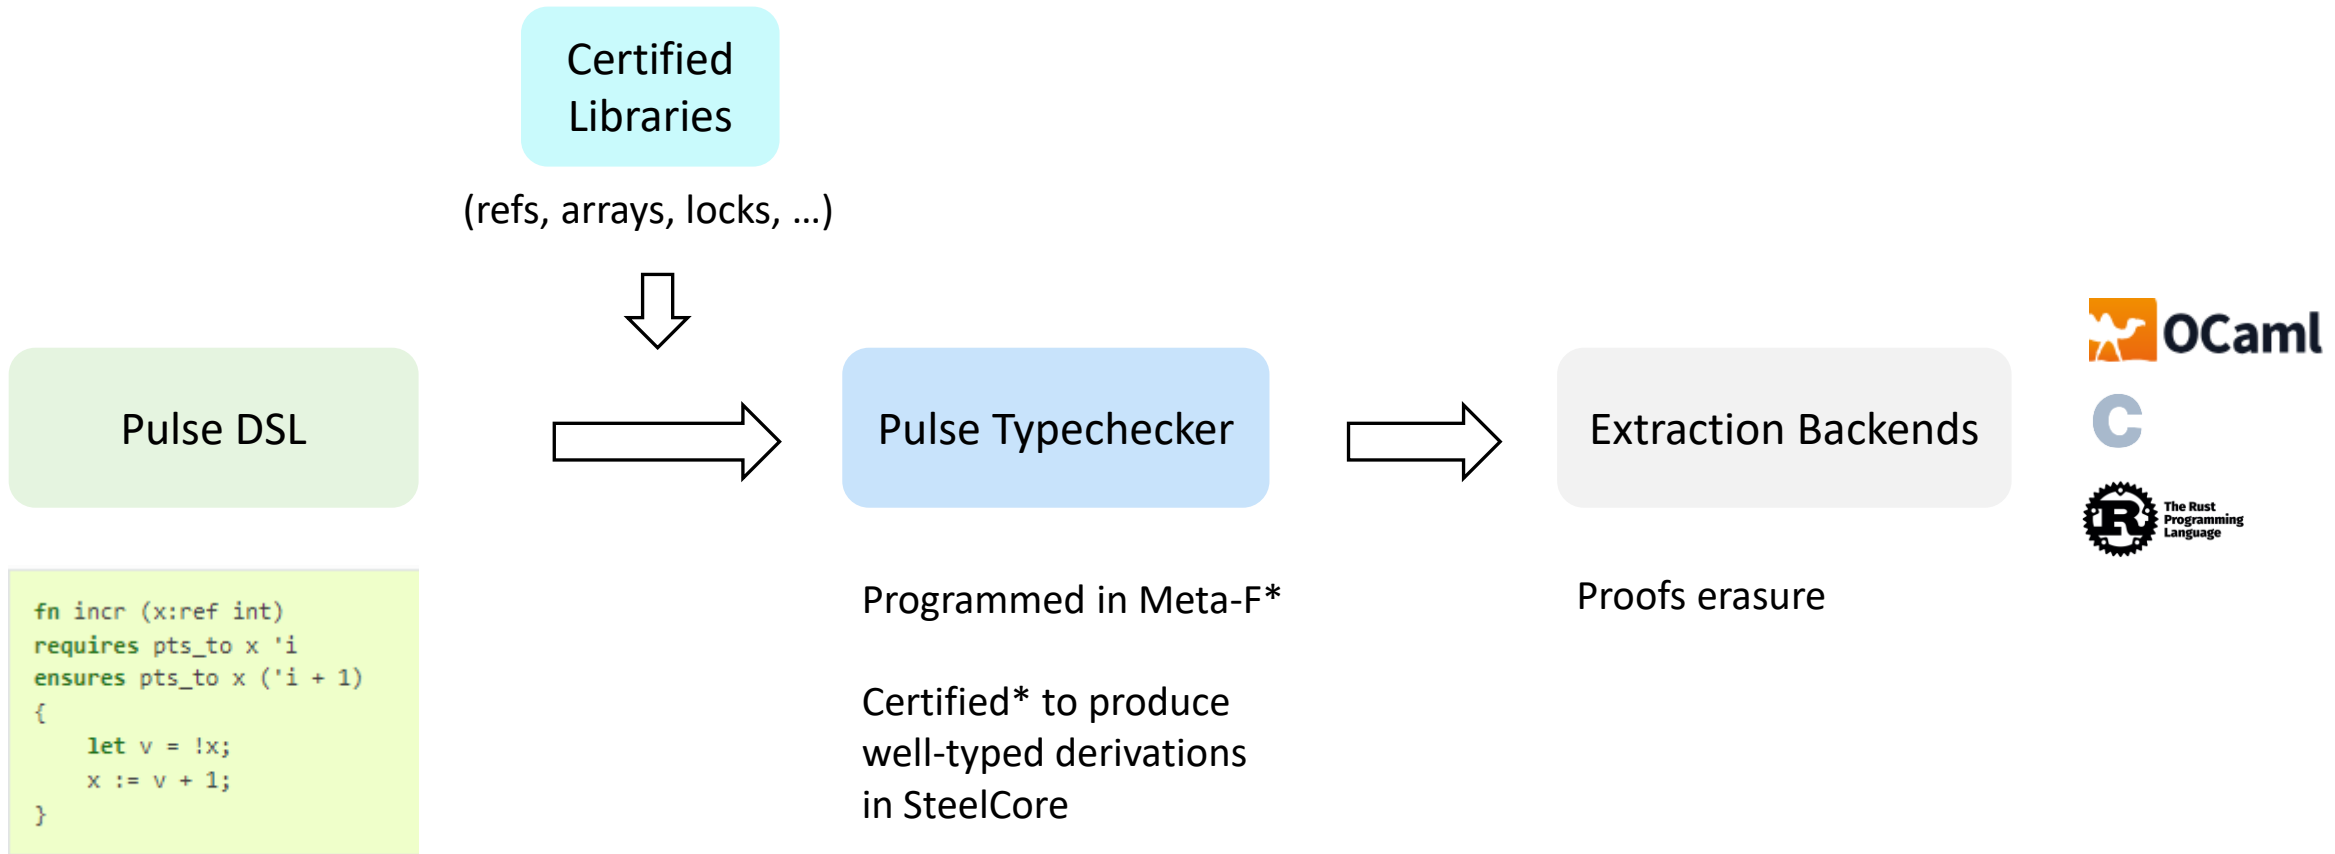 Certified
Libraries
(refs, arrays, locks, …)
Pulse DSL
Pulse Typechecker
Extraction Backends
OCaml
C
R
The Rust
Programming
Language
fn incr (x:ref int)
requires pts_to x 'i
ensures pts_to x ('i + 1)
{
    let v = !x;
    x := v + 1;
}
Programmed in Meta-F*
Certified* to produce
well-typed derivations
in SteelCore
Proofs erasure